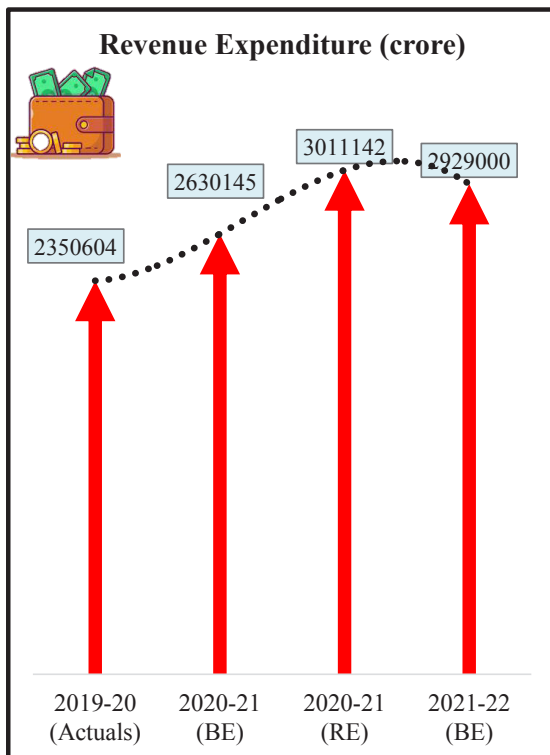 Revenue Expenditure (crore)
2350604
2630145
3011142
2929000
2019-20
(Actuals)
2020-21
(BE)
2020-21
(RE)
2021-22
(BE)